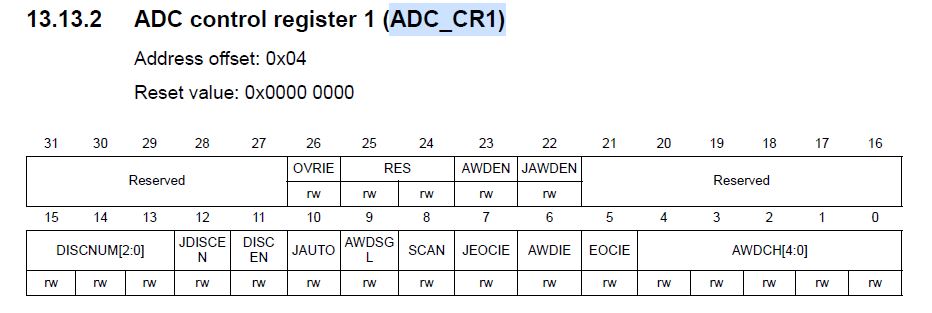 13.13.2 ADC control register 1 (ADC_CR1)
Address offset: 0x04
Reset value: 0x0000 0000
31 30 29 28 27 26 25 24 23 22 21 20 19 18 17 16
Reserved OVRIE RES AWDEN JAWDEN Reserved
rw rw rw rw rw
15 14 13 12 11 10 9 8 7 6 5 4 3 2 1 0
DISCNUM[2:0] JDISCE N DISC EN JAUTO AWDSG L SCAN JEOCIE AWDIE EOCIE AWDCH[4:0]
rw rw rw rw rw rw rw rw rw rw rw rw rw rw rw rw